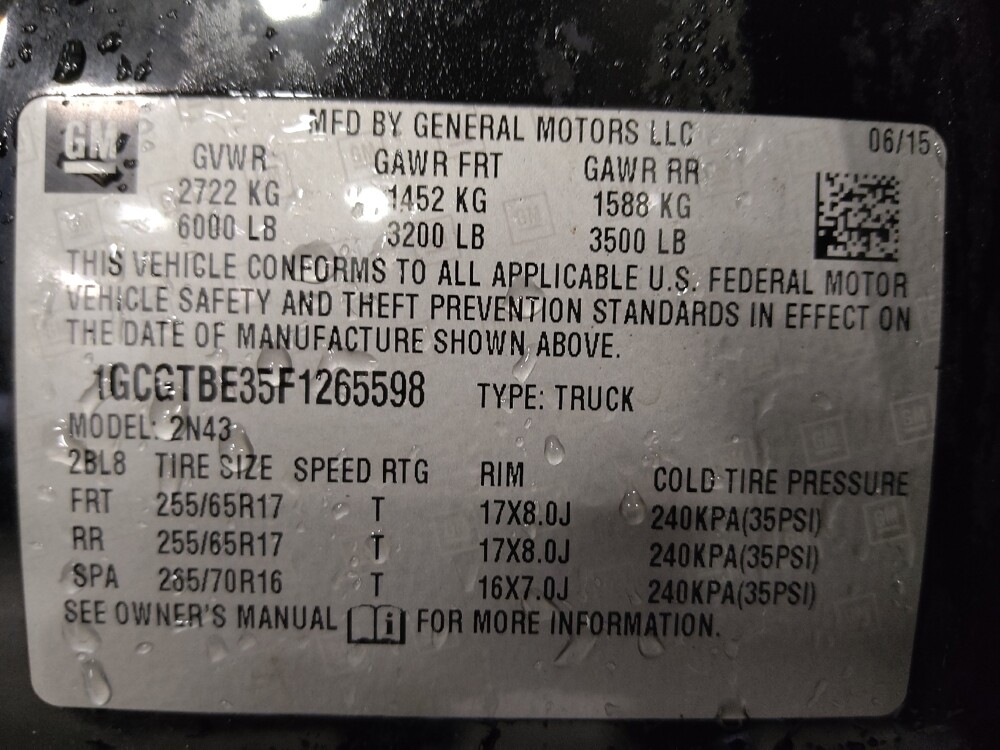 GM
MFD BY GENERAL MOTORS LLC 06/15
GVWR GAWR FRT GAWR RR
2722 KG 1452 KG 1588 KG
6000 LB 3200 LB 3500 LB
THIS VEHICLE CONFORMS TO ALL APPLICABLE U.S. FEDERAL MOTOR
VEHICLE SAFETY AND THEFT PREVENTION STANDARDS IN EFFECT ON
THE DATE OF MANUFACTURE SHOWN ABOVE.
1GCGTBE35F1265598 TYPE: TRUCK
MODEL: 2N43
2BL8 TIRE SIZE SPEED RTG RIM COLD TIRE PRESSURE
FRT 255/65R17 T 17X8.0J 240KPA(35PSI)
RR 255/65R17 T 17X8.0J 240KPA(35PSI)
SPA 265/70R16 T 16X7.0J 240KPA(35PSI)
SEE OWNER'S MANUAL i FOR MORE INFORMATION.